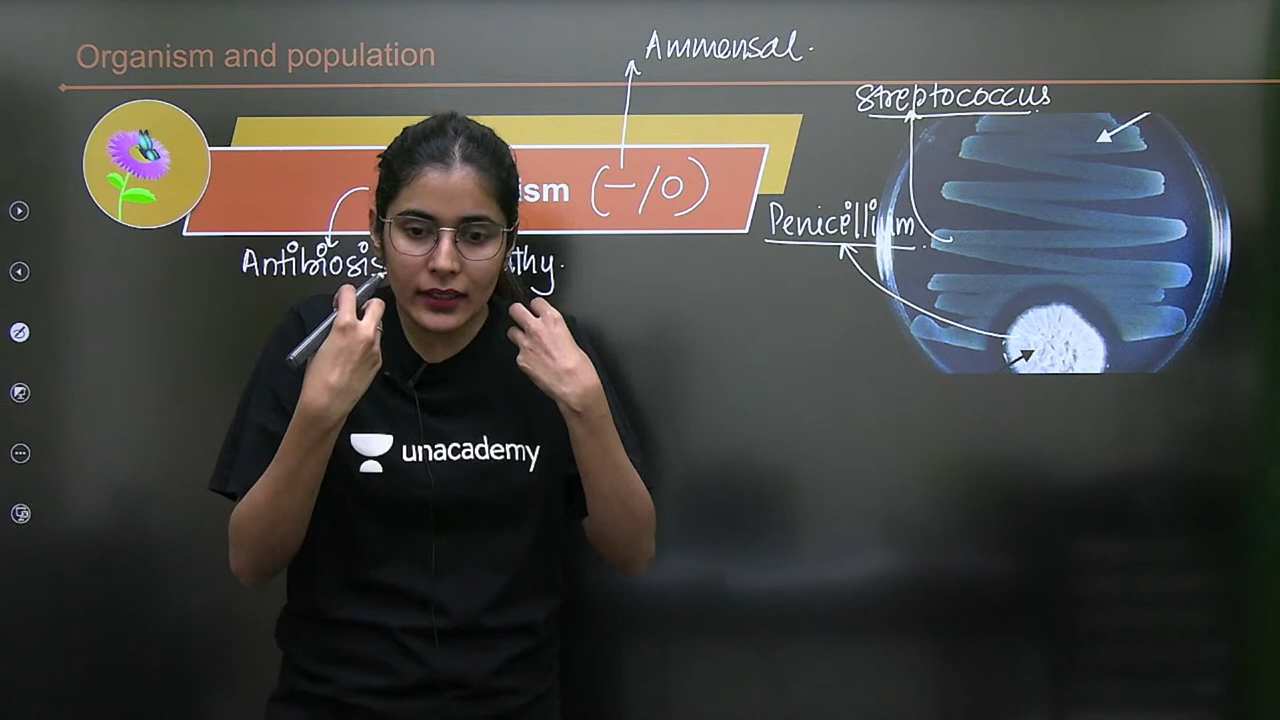 Organism and population
Ammensal.
Streptococcus
ism (-/0)
Penicillium
Antibiosis thy.
unacademy